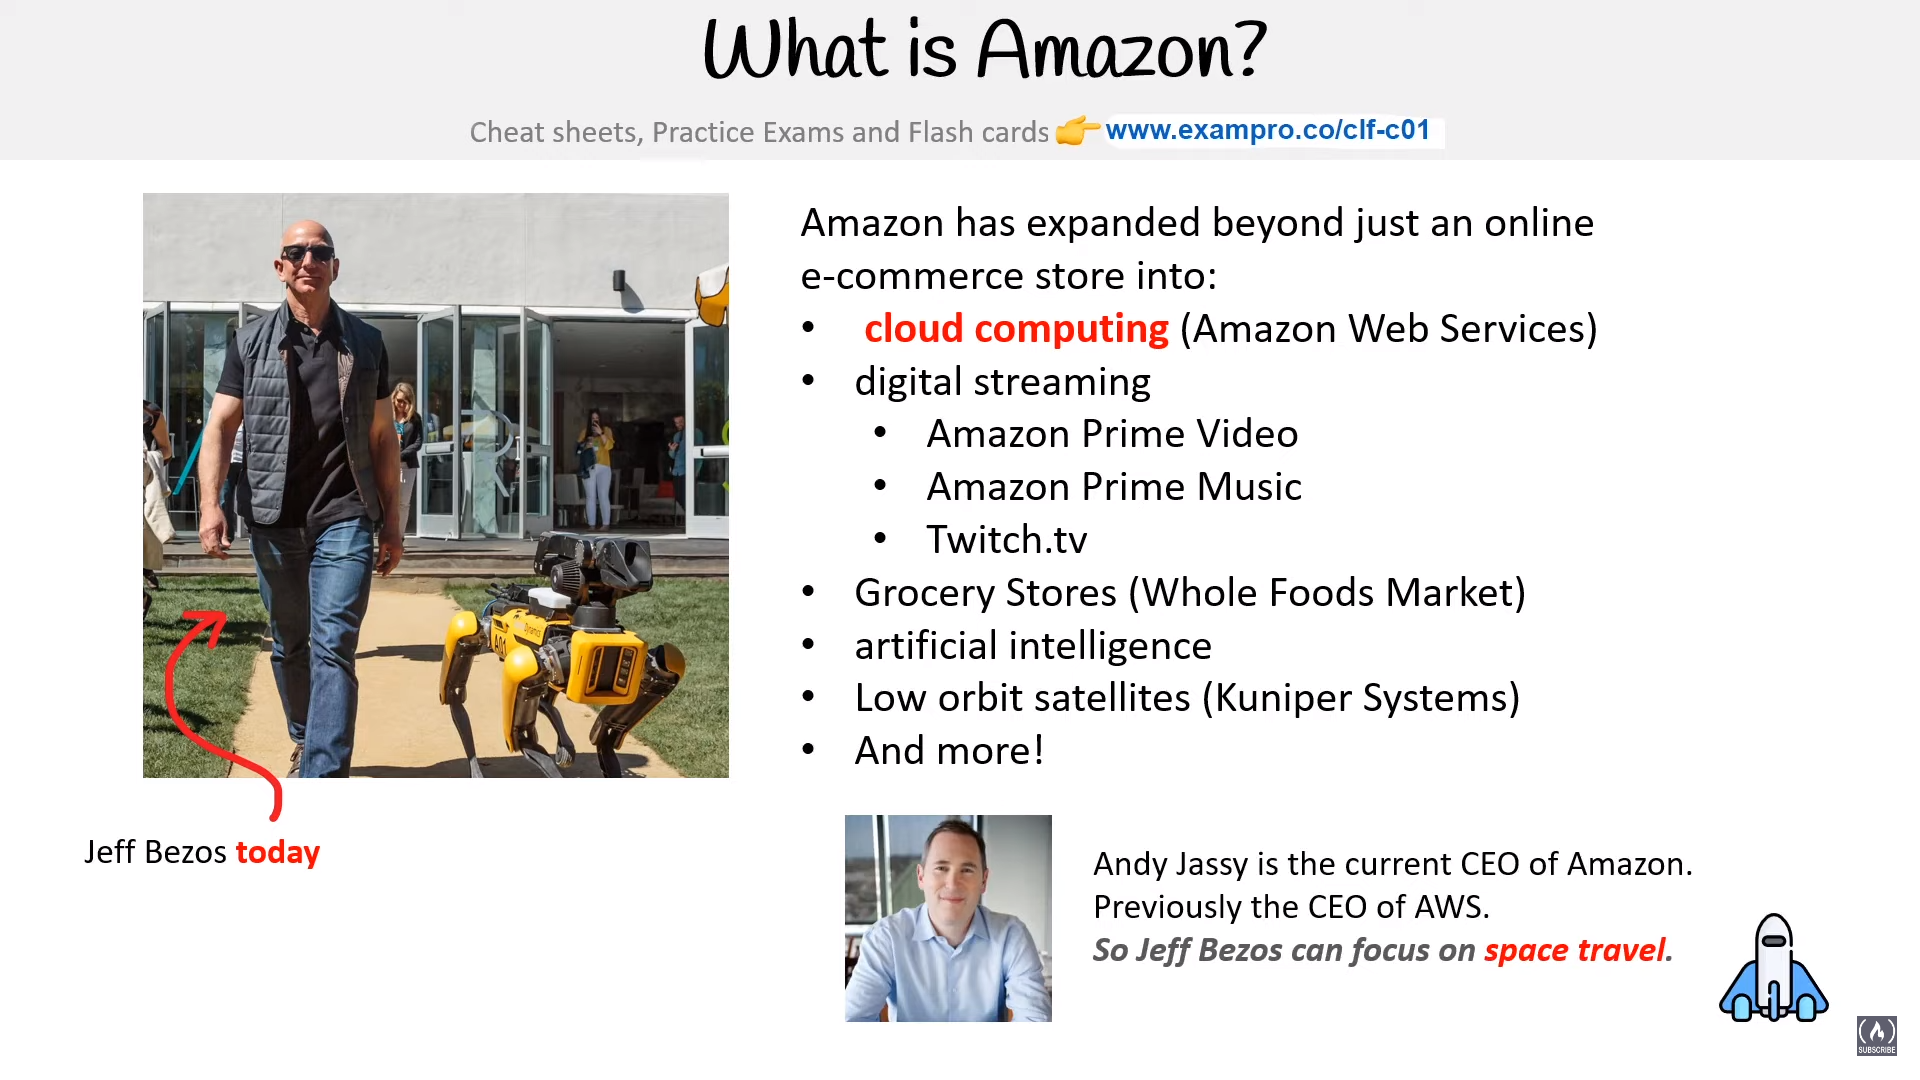 What is Amazon?
Cheat sheets, Practice Exams and Flash cards 👉 www.exampro.co/clf-c01
Amazon has expanded beyond just an online
e-commerce store into:
• cloud computing (Amazon Web Services)
• digital streaming
• Amazon Prime Video
• Amazon Prime Music
• Twitch.tv
• Grocery Stores (Whole Foods Market)
• artificial intelligence
• Low orbit satellites (Kuniper Systems)
• And more!
A01
Jeff Bezos today
Andy Jassy is the current CEO of Amazon.
Previously the CEO of AWS.
So Jeff Bezos can focus on space travel.
SUBSCRIBE